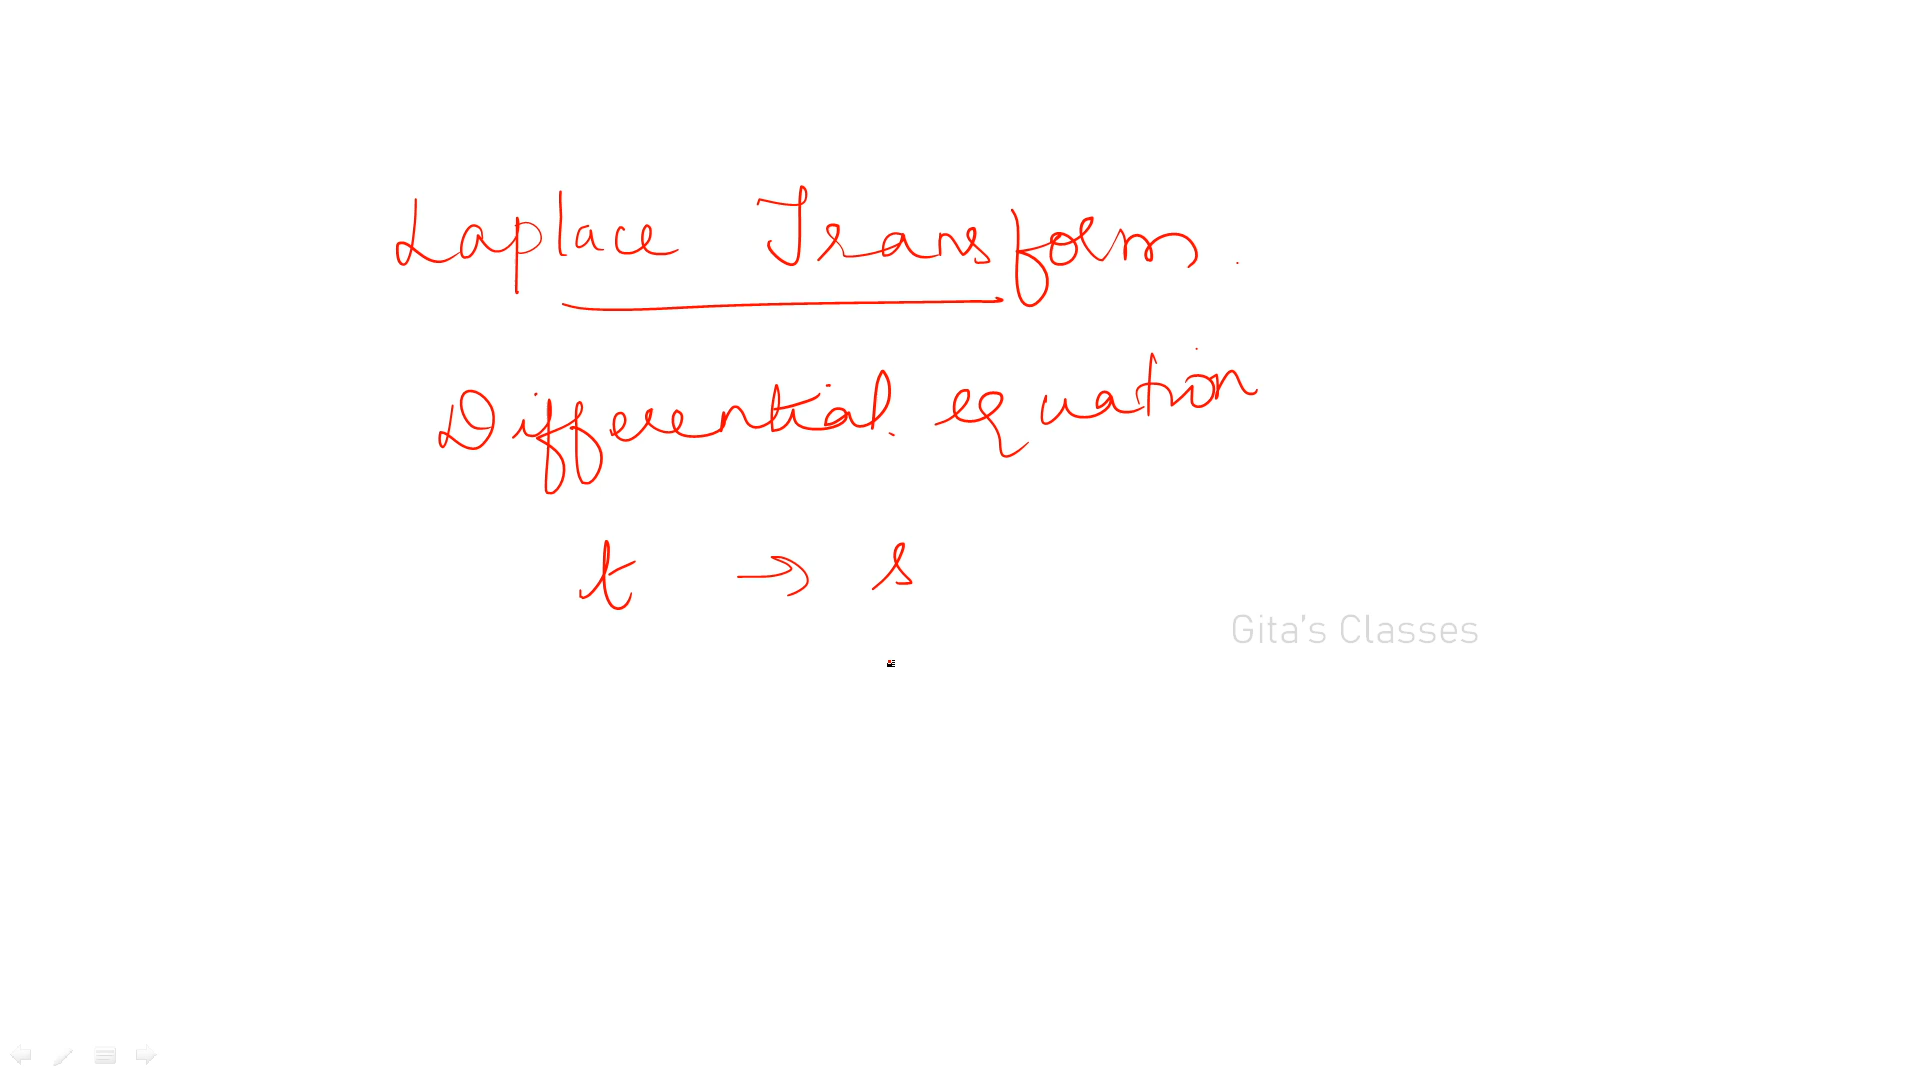 Laplace Transform.
Differential equation
t → s
Gita's Classes